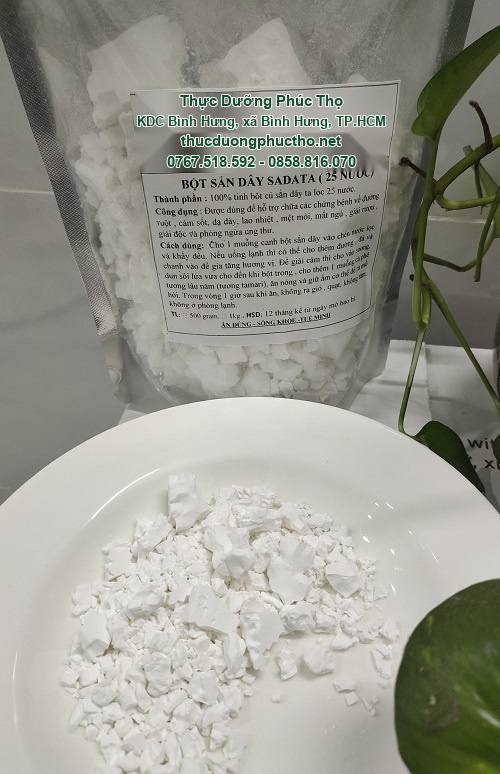 Thực Dưỡng Phúc Thọ
KDC Bình Hưng, xã Bình Hưng, TP.HCM
thucduongphuctho.net
0767.518.592 - 0858.816.070
BỘT SẮN DÂY SADATA ( 25 NƯỚC)
Thành phần : 100% tinh bột củ sắn dây ta lọc 25 nước.
Công dụng : Được dùng để hỗ trợ chữa các chứng bệnh về đường
ruột , cảm sốt, dạ dày, lao nhiệt , mệt mỏi, mất ngủ , giải rượu ,
giải độc và phòng ngừa ung thư.
Cách dùng: Cho 1 muỗng canh bột sắn dây vào chén nước lọc
và khấy đều. Nếu uống lạnh thì có thể cho thêm đường , đá và
chanh vào để gia tăng hương vị. Để giải cảm thì cho vào xoong,
đun sôi lửa vừa cho đến khi bột trong , cho thêm 1 muỗng cà phê
tương lâu năm (tương tamari), ăn nóng và giữ ấm cơ thể để ra mồ
hôi. Trong vòng 1 giờ sau khi ăn, không ra gió , quạt, không tắm,
không ở phòng lạnh.
TL: □ 500 gram, □ 1kg . HSD: 12 tháng kể từ ngày mở bao bì
ĂN ĐÚNG - SỐNG KHỎE - TUỆ MINH